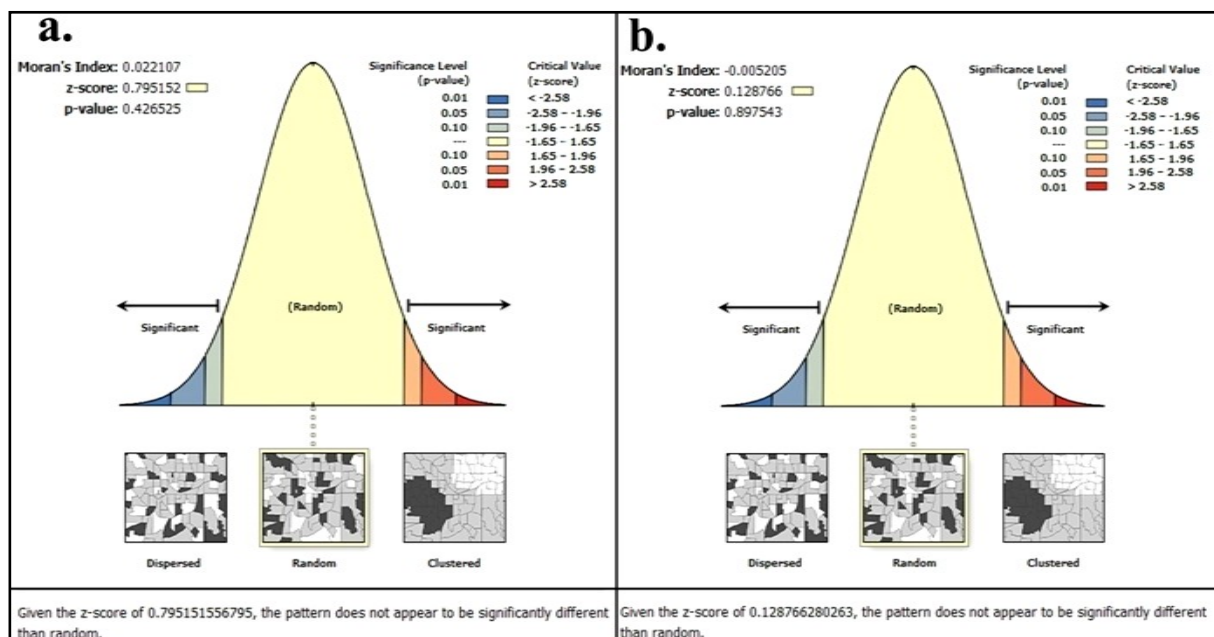 a.
Moran's Index: 0.022107
z-score: 0.795152
p-value: 0.426525
Significance Level
(p-value)
Critical Value
(z-score)
0.01 < -2.58
0.05 -2.58 – -1.96
0.10 -1.96 – -1.65
--- -1.65 – 1.65
0.10 1.65 – 1.96
0.05 1.96 – 2.58
0.01 > 2.58
(Random)
Significant
Significant
Dispersed
Random
Clustered
Given the z-score of 0.795151556795, the pattern does not appear to be significantly different
than random.
b.
Moran's Index: -0.005205
z-score: 0.128766
p-value: 0.897543
Significance Level
(p-value)
Critical Value
(z-score)
0.01 < -2.58
0.05 -2.58 – -1.96
0.10 -1.96 – -1.65
--- -1.65 – 1.65
0.10 1.65 – 1.96
0.05 1.96 – 2.58
0.01 > 2.58
(Random)
Significant
Significant
Dispersed
Random
Clustered
Given the z-score of 0.128766280263, the pattern does not appear to be significantly different
than random.